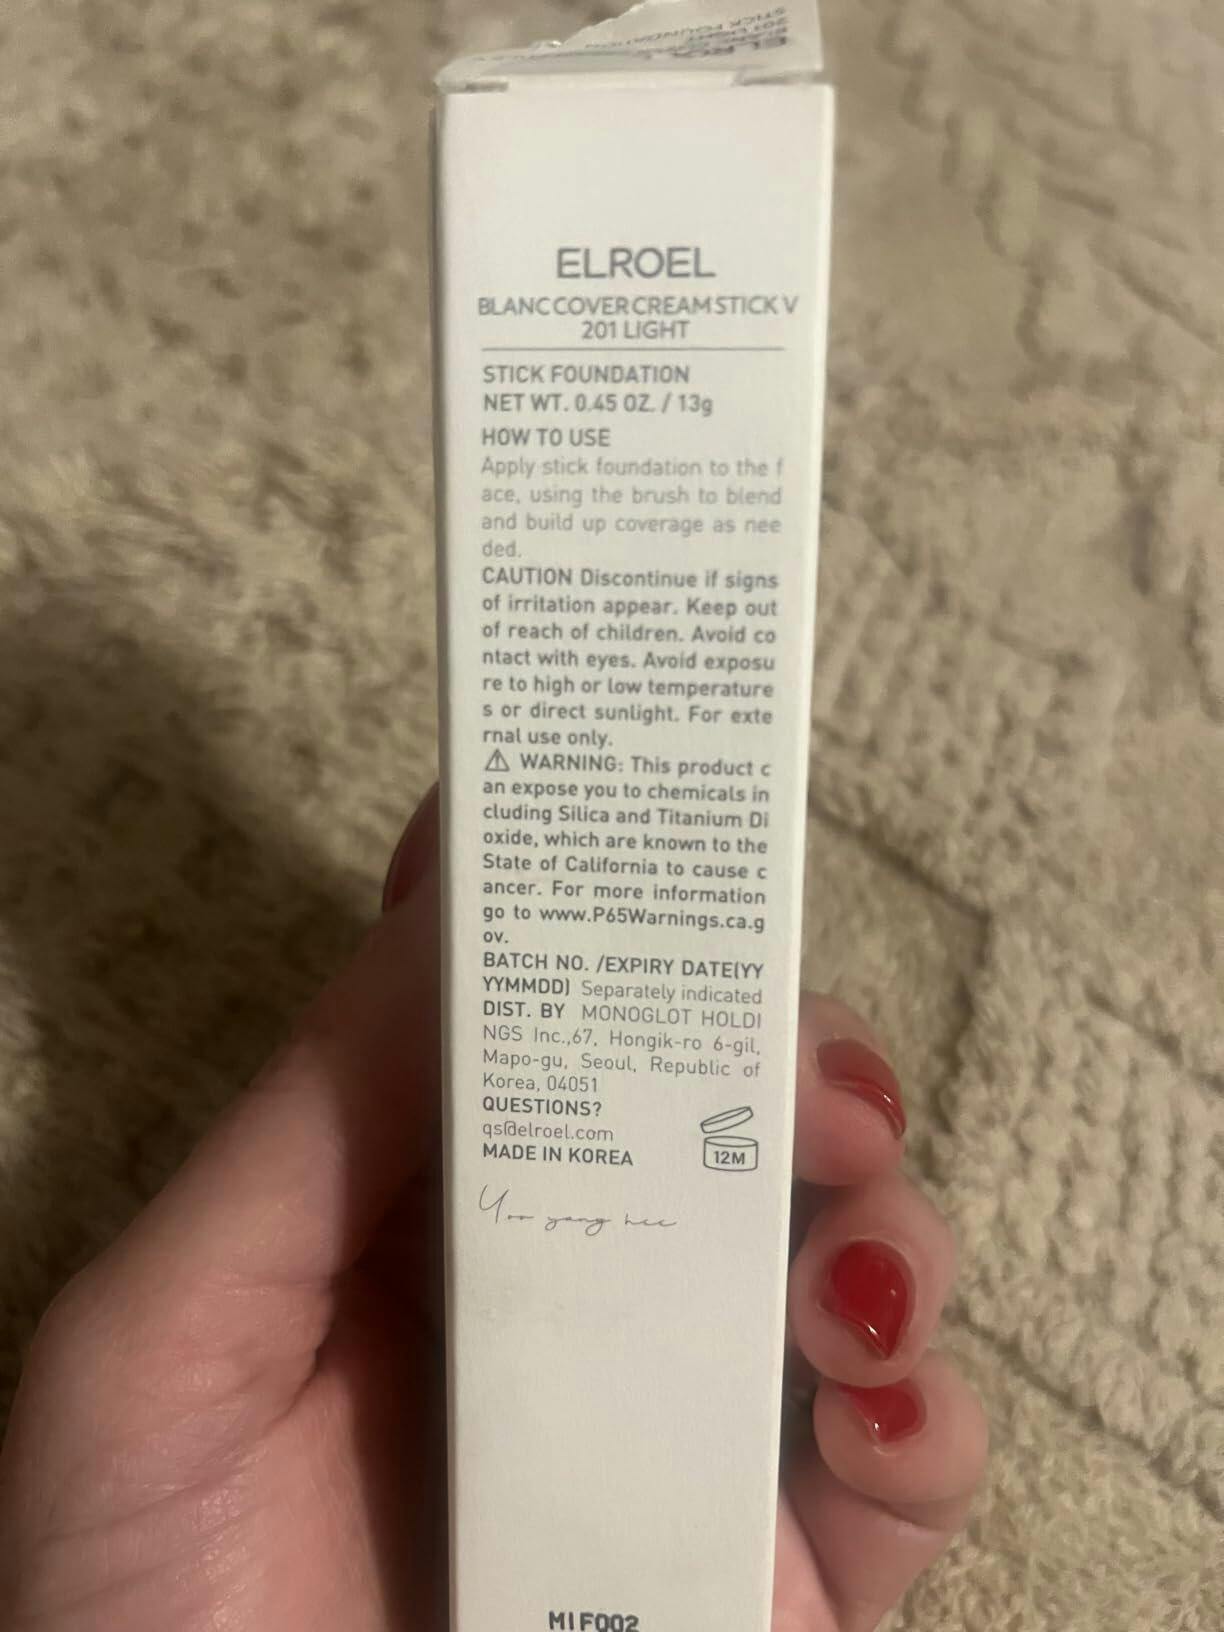 ELROEL
BLANC COVER CREAM STICK V
201 LIGHT
STICK FOUNDATION
NET WT. 0.45 OZ. / 13g
HOW TO USE
Apply stick foundation to the f
ace, using the brush to blend
and build up coverage as nee
ded.
CAUTION Discontinue if signs
of irritation appear. Keep out
of reach of children. Avoid co
ntact with eyes. Avoid exposu
re to high or low temperature
s or direct sunlight. For exte
rnal use only.
⚠ WARNING: This product c
an expose you to chemicals in
cluding Silica and Titanium Di
oxide, which are known to the
State of California to cause c
ancer. For more information
go to www.P65Warnings.ca.g
ov.
BATCH NO. /EXPIRY DATE(YY
YYMMDD) Separately indicated
DIST. BY MONOGLOT HOLDI
NGS Inc.,67, Hongik-ro 6-gil,
Mapo-gu, Seoul, Republic of
Korea, 04051
QUESTIONS?
qs@elroel.com
MADE IN KOREA
12M
Yoo yang hee
MIF002